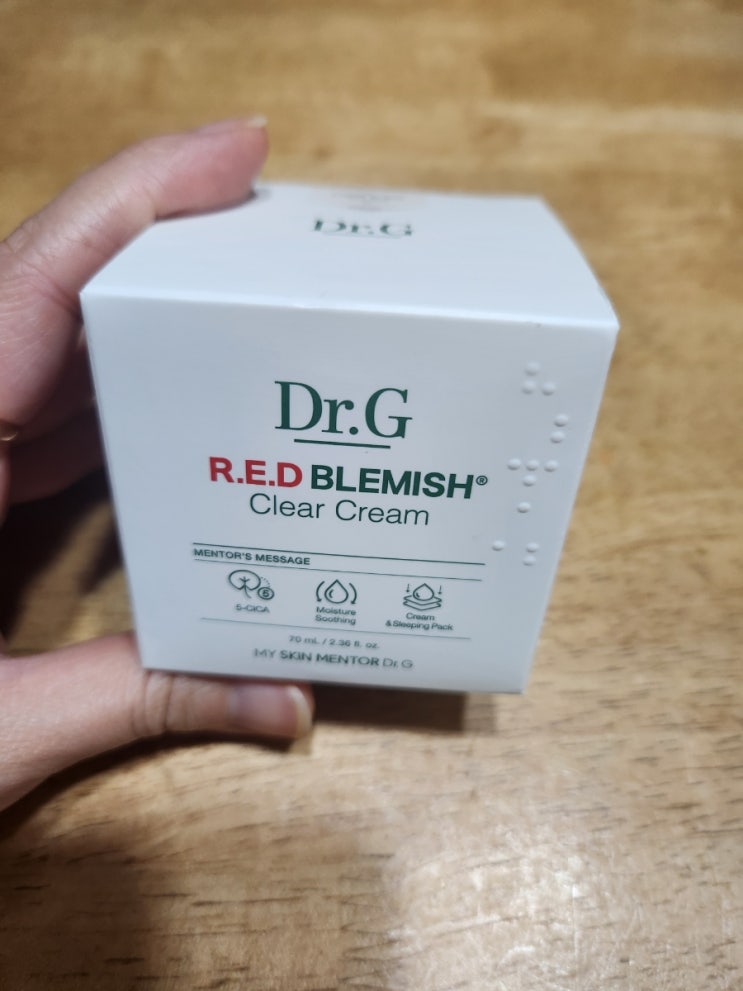 Dr.G
Dr.G
R.E.D BLEMISH®
Clear Cream
MENTOR'S MESSAGE
5-CICA
Moisture
Soothing
Cream
& Sleeping Pack
70 mL / 2.36 fl. oz.
MY SKIN MENTOR Dr.G